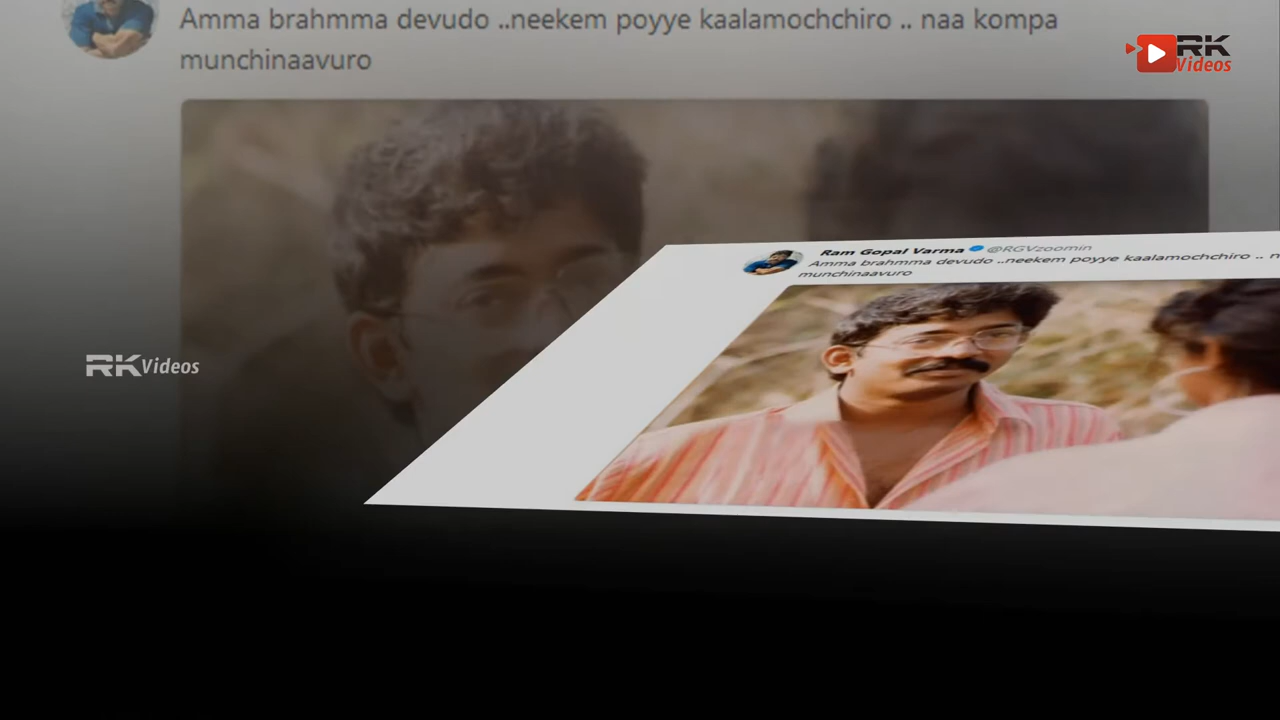 Amma brahmma devudo ..neekem poyye kaalamochchiro .. naa kompa
munchinaavuro
RK
Videos
Ram Gopal Varma @RGVzoomin
Amma brahmma devudo ..neekem poyye kaalamochchiro .. n
munchinaavuro
RK Videos